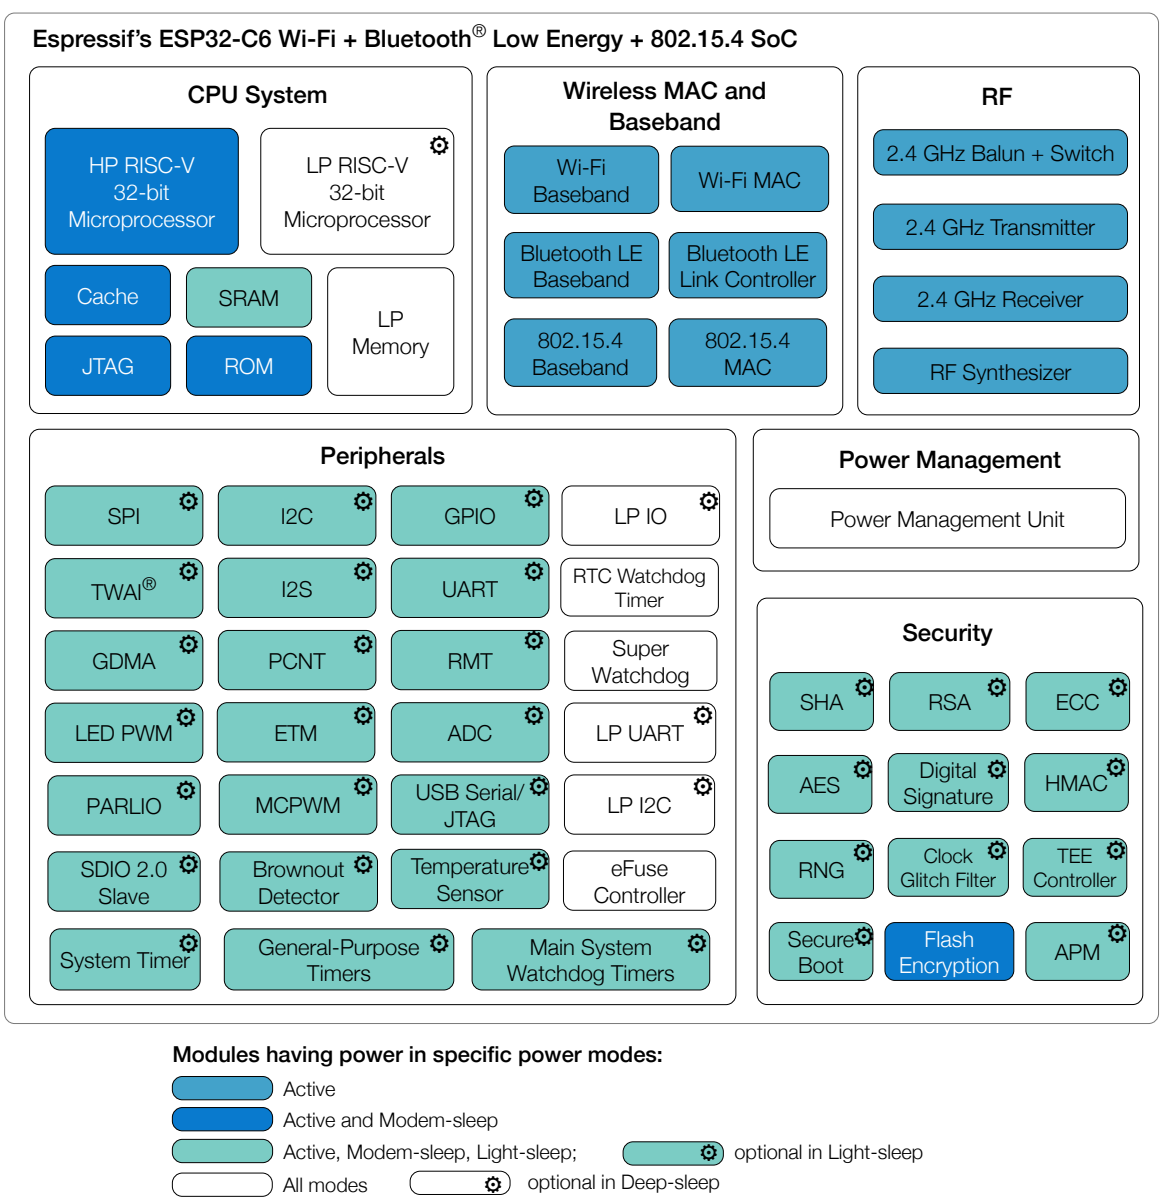 Espressif's ESP32-C6 Wi-Fi + Bluetooth® Low Energy + 802.15.4 SoC
CPU System
HP RISC-V
32-bit
Microprocessor
LP RISC-V
32-bit
Microprocessor
Cache
SRAM
LP
Memory
JTAG
ROM
Wireless MAC and
Baseband
Wi-Fi
Baseband
Wi-Fi MAC
Bluetooth LE
Baseband
Bluetooth LE
Link Controller
802.15.4
Baseband
802.15.4
MAC
RF
2.4 GHz Balun + Switch
2.4 GHz Transmitter
2.4 GHz Receiver
RF Synthesizer
Peripherals
SPI
I2C
GPIO
LP IO
TWAI®
I2S
UART
RTC Watchdog
Timer
GDMA
PCNT
RMT
Super
Watchdog
LED PWM
ETM
ADC
LP UART
PARLIO
MCPWM
USB Serial/
JTAG
LP I2C
SDIO 2.0
Slave
Brownout
Detector
Temperature
Sensor
eFuse
Controller
System Timer
General-Purpose
Timers
Main System
Watchdog Timers
Power Management
Power Management Unit
Security
SHA
RSA
ECC
AES
Digital
Signature
HMAC
RNG
Clock
Glitch Filter
TEE
Controller
Secure
Boot
Flash
Encryption
APM
Modules having power in specific power modes:
Active
Active and Modem-sleep
Active, Modem-sleep, Light-sleep;
optional in Light-sleep
All modes
optional in Deep-sleep